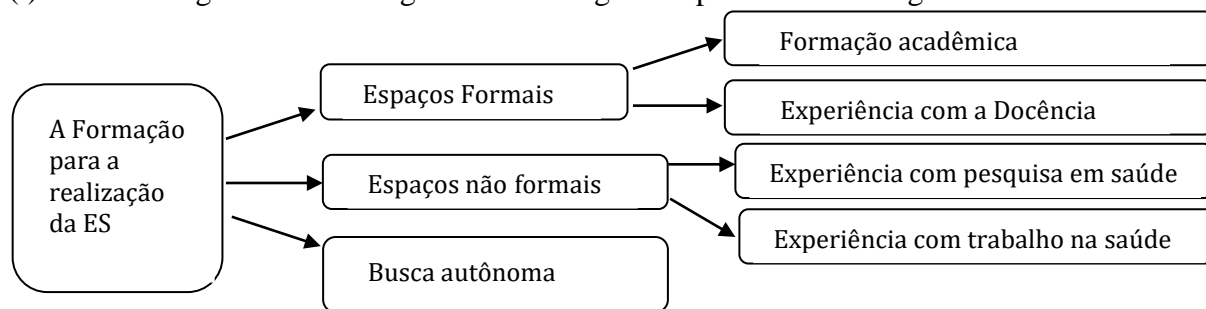 Formação acadêmica
Espaços Formais
Experiência com a Docência
A Formação
para a
realização
da ES
Espaços não formais
Experiência com pesquisa em saúde
Experiência com trabalho na saúde
Busca autônoma